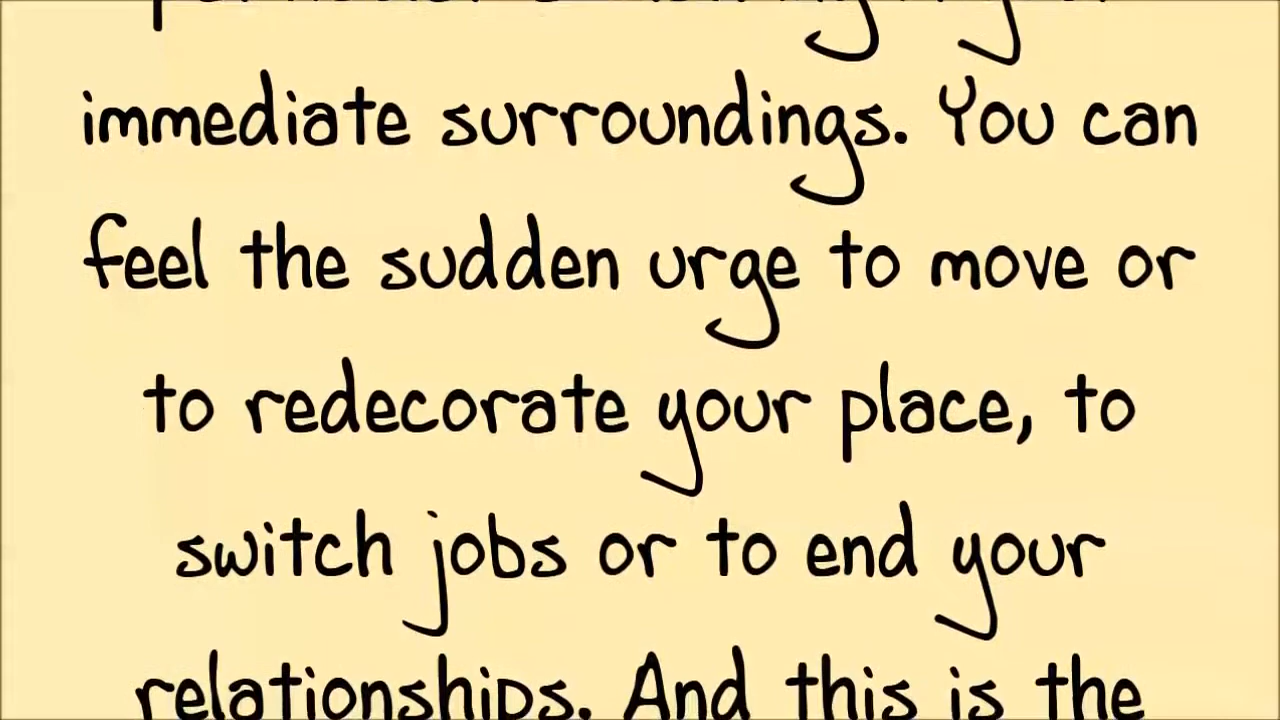 immediate surroundings. You can
feel the sudden urge to move or
to redecorate your place, to
switch jobs or to end your
relationships. And this is the